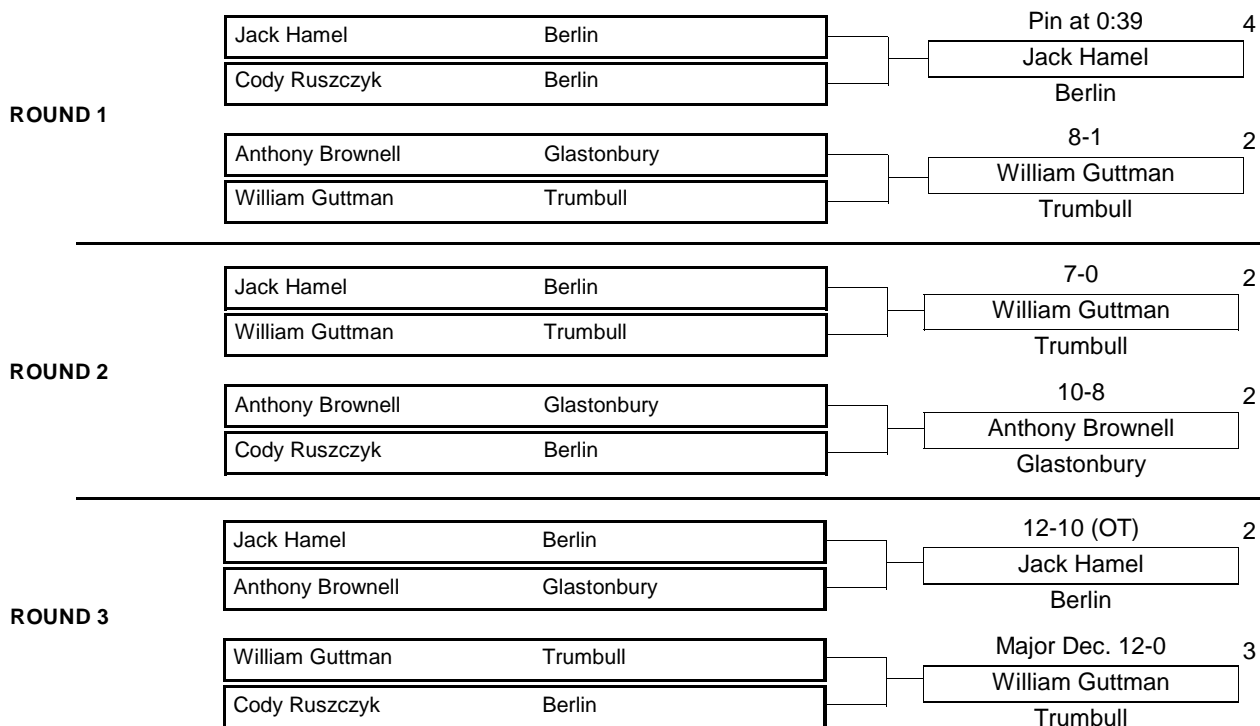 Pin at 0:39 4
Jack Hamel Berlin
Jack Hamel
Cody Ruszczyk Berlin
Berlin
ROUND 1
8-1 2
Anthony Brownell Glastonbury
William Guttman
William Guttman Trumbull
Trumbull
7-0 2
Jack Hamel Berlin
William Guttman
William Guttman Trumbull
Trumbull
ROUND 2
10-8 2
Anthony Brownell Glastonbury
Anthony Brownell
Cody Ruszczyk Berlin
Glastonbury
12-10 (OT) 2
Jack Hamel Berlin
Jack Hamel
Anthony Brownell Glastonbury
Berlin
ROUND 3
Major Dec. 12-0 3
William Guttman Trumbull
William Guttman
Cody Ruszczyk Berlin
Trumbull